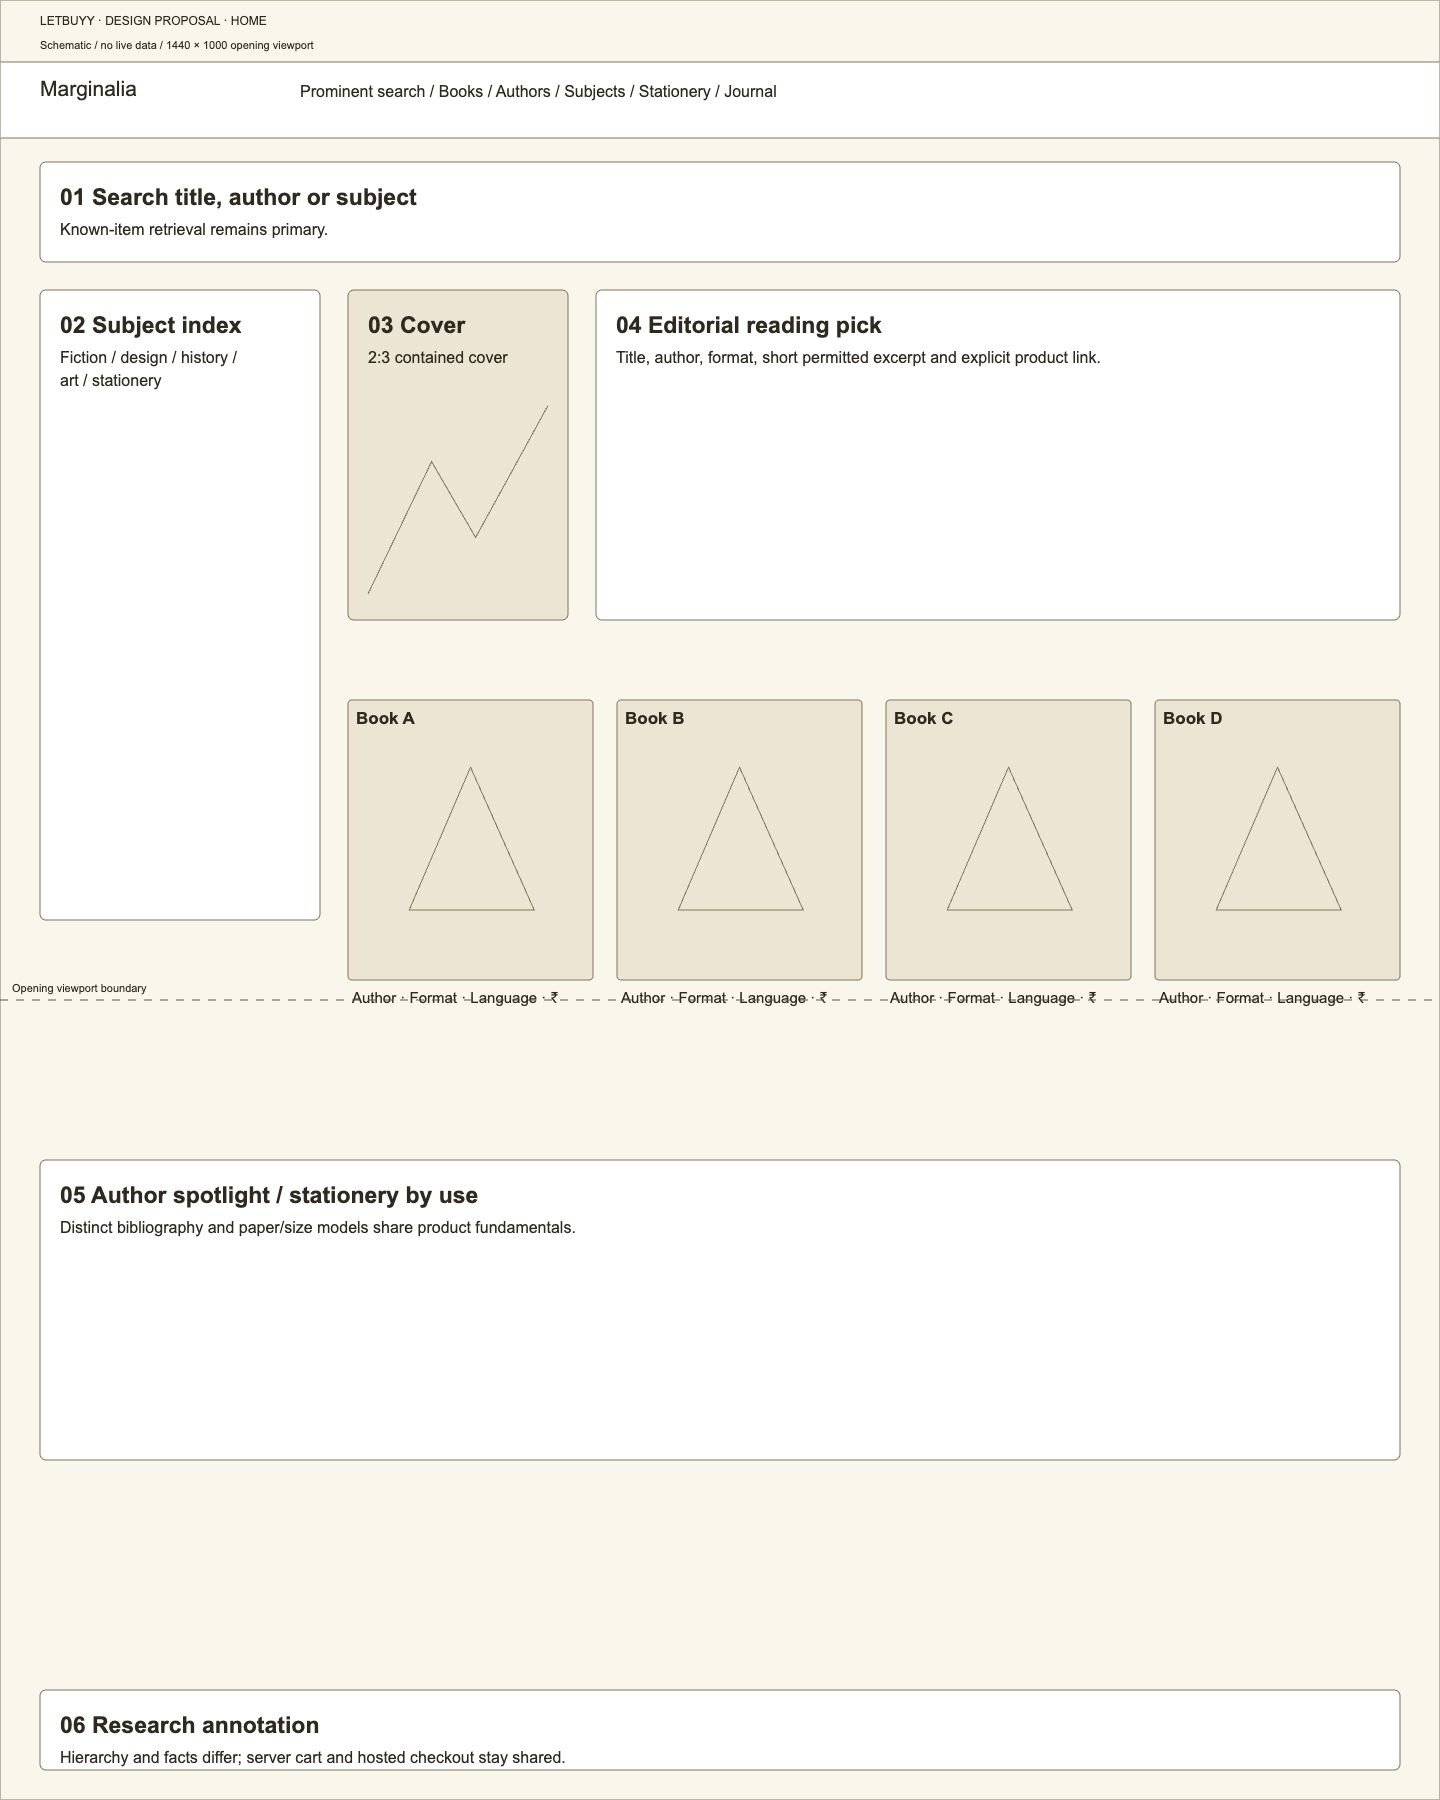 LETBUYY · DESIGN PROPOSAL · HOME
Schematic / no live data / 1440 × 1000 opening viewport
Marginalia
Prominent search / Books / Authors / Subjects / Stationery / Journal
01 Search title, author or subject
Known-item retrieval remains primary.
02 Subject index
Fiction / design / history /
art / stationery
03 Cover
2:3 contained cover
04 Editorial reading pick
Title, author, format, short permitted excerpt and explicit product link.
Book A
Book B
Book C
Book D
Opening viewport boundary
Author · Format · Language · ₹
Author · Format · Language · ₹
Author · Format · Language · ₹
Author · Format · Language · ₹
05 Author spotlight / stationery by use
Distinct bibliography and paper/size models share product fundamentals.
06 Research annotation
Hierarchy and facts differ; server cart and hosted checkout stay shared.